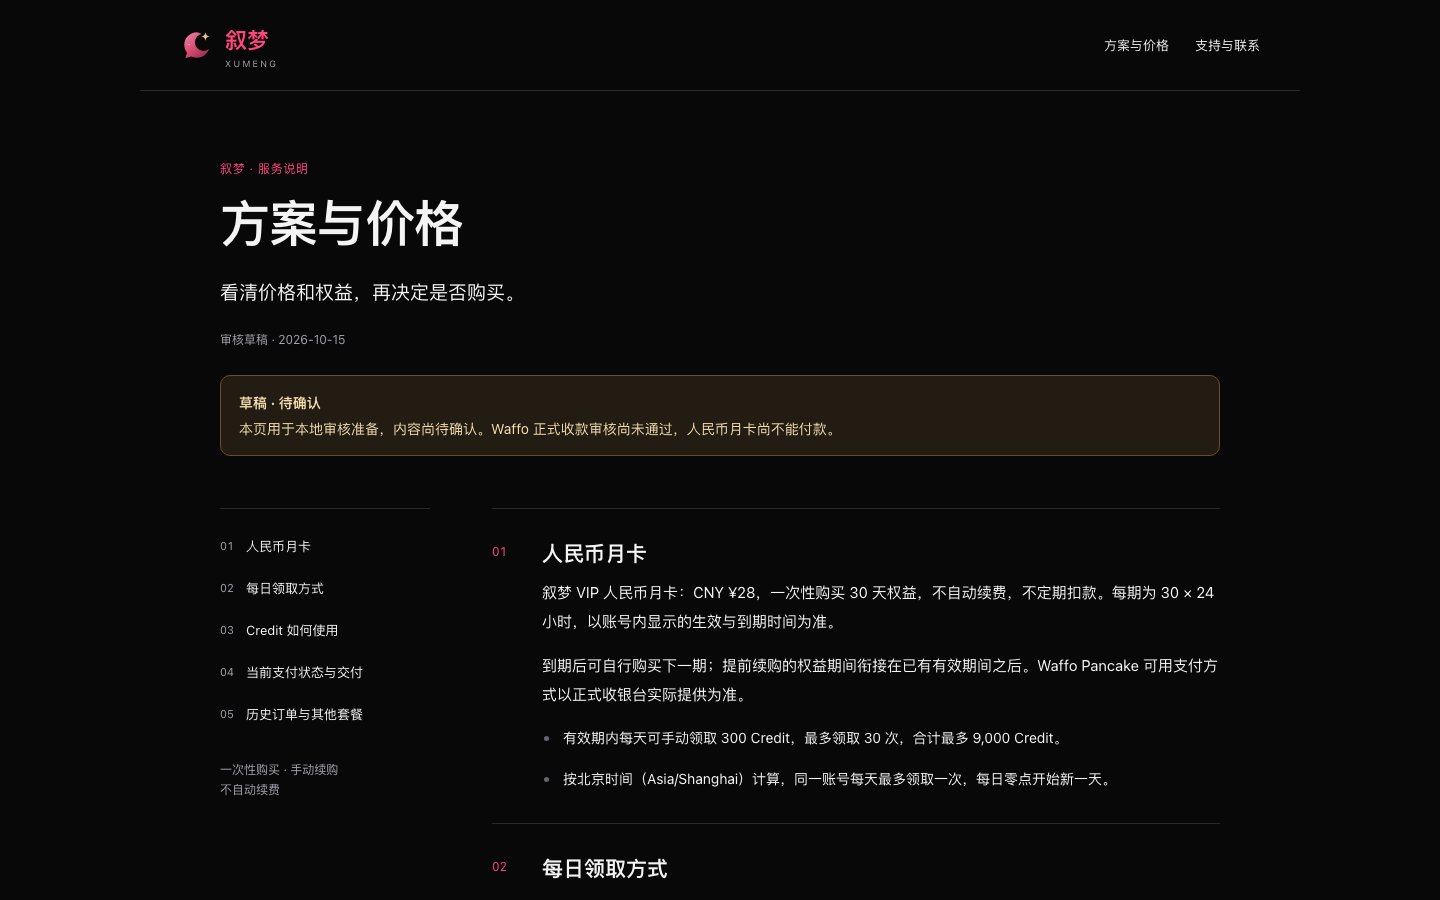 叙梦
XUMENG
方案与价格
支持与联系
叙梦 · 服务说明
方案与价格
看清价格和权益，再决定是否购买。
审核草稿 · 2026-10-15
草稿 · 待确认
本页用于本地审核准备，内容尚待确认。Waffo 正式收款审核尚未通过，人民币月卡尚不能付款。
01 人民币月卡
02 每日领取方式
03 Credit 如何使用
04 当前支付状态与交付
05 历史订单与其他套餐
一次性购买 · 手动续购
不自动续费
01 人民币月卡
叙梦 VIP 人民币月卡：CNY ¥28，一次性购买 30 天权益，不自动续费，不定期扣款。每期为 30 × 24
小时，以账号内显示的生效与到期时间为准。
到期后可自行购买下一期；提前续购的权益期间衔接在已有有效期间之后。Waffo Pancake 可用支付方
式以正式收银台实际提供为准。
有效期内每天可手动领取 300 Credit，最多领取 30 次，合计最多 9,000 Credit。
按北京时间（Asia/Shanghai）计算，同一账号每天最多领取一次，每日零点开始新一天。
02 每日领取方式